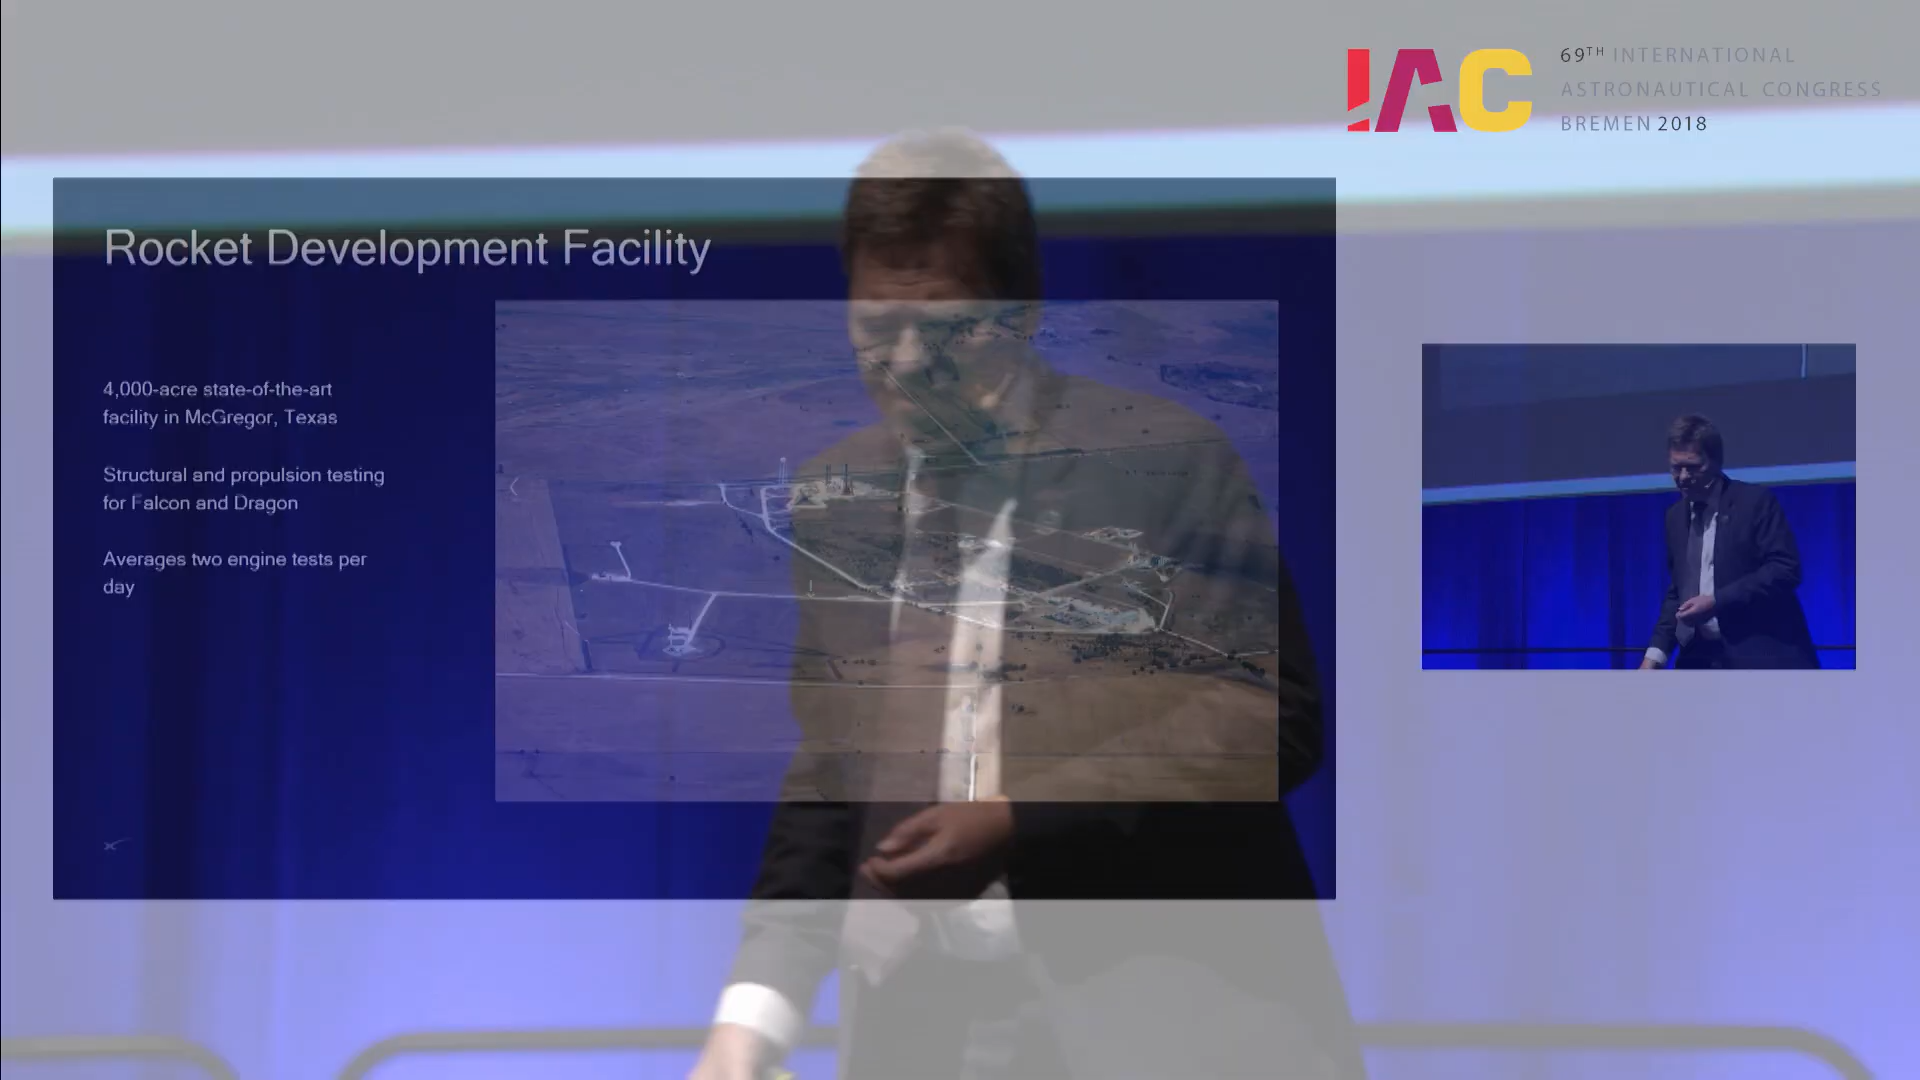 IAC
69TH INTERNATIONAL
ASTRONAUTICAL CONGRESS
BREMEN 2018
Rocket Development Facility
4,000-acre state-of-the-art
facility in McGregor, Texas
Structural and propulsion testing
for Falcon and Dragon
Averages two engine tests per
day